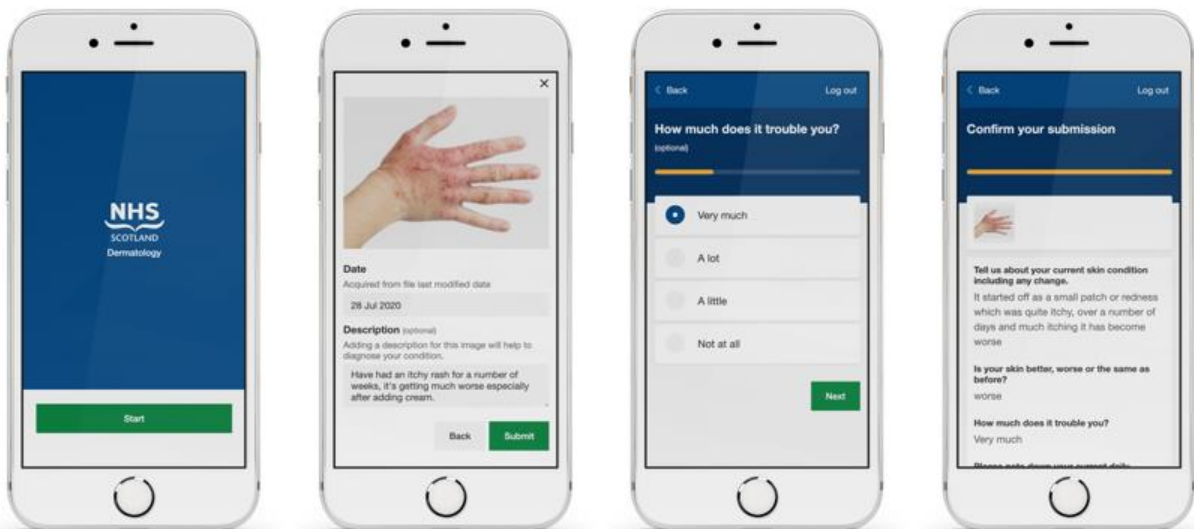 NHS
SCOTLAND
Dermatology
Start
Date
Acquired from file last modified date
28 Jul 2020
Description (optional)
Adding a description for this image will help to
diagnose your condition.
Have had an itchy rash for a number of
weeks, it's getting much worse especially
after adding cream.
Back
Submit
Back
Log out
How much does it trouble you?
(optional)
Very much
A lot
A little
Not at all
Next
Back
Log out
Confirm your submission
Tell us about your current skin condition
including any change.
It started off as a small patch or redness
which was quite itchy, over a number of
days and much itching it has become
worse
Is your skin better, worse or the same as
before?
worse
How much does it trouble you?
Very much
Please note down your current daily